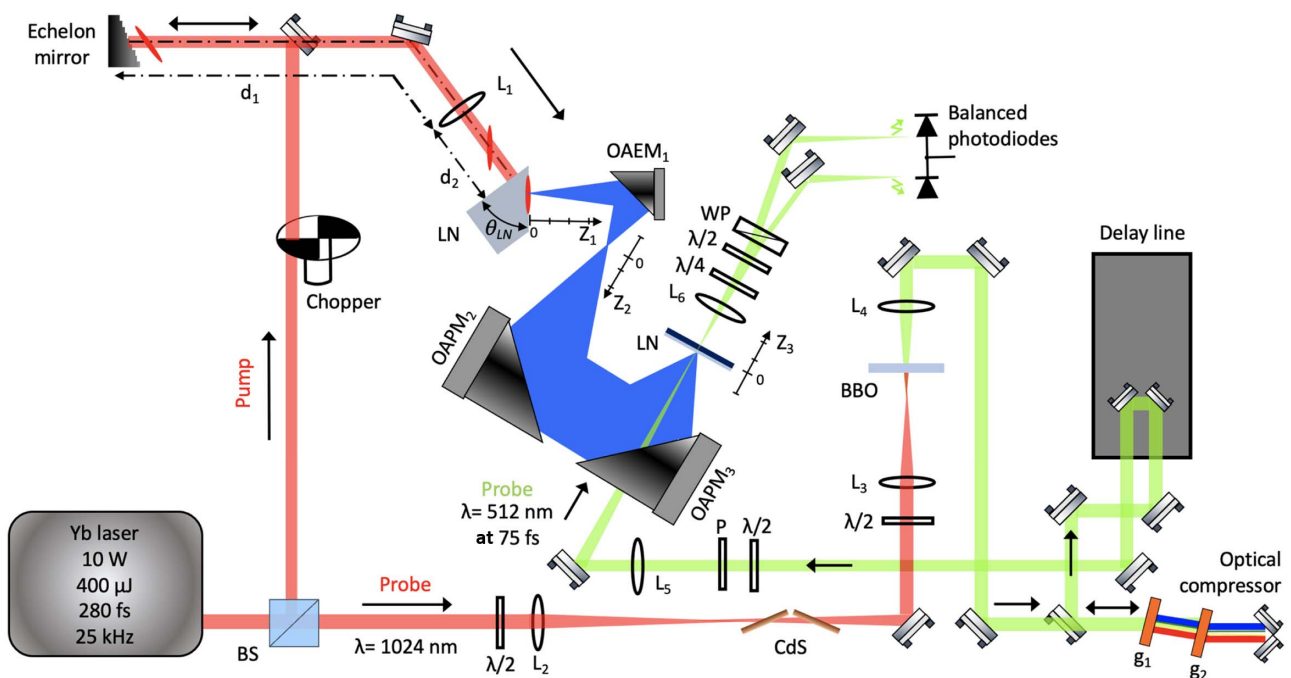 Echelon
mirror
d₁
L₁
d₂
OAEM₁
LN
θ_LN
0
Z₁
0
Z₂
Balanced
photodiodes
WP
λ/2
λ/4
L₆
LN
Z₃
0
Delay line
L₄
BBO
L₃
λ/2
Chopper
Pump
OAPM₂
OAPM₃
Probe
λ= 512 nm
at 75 fs
P
λ/2
L₅
Optical
compressor
g₁
g₂
Yb laser
10 W
400 µJ
280 fs
25 kHz
BS
Probe
λ= 1024 nm
λ/2
L₂
CdS